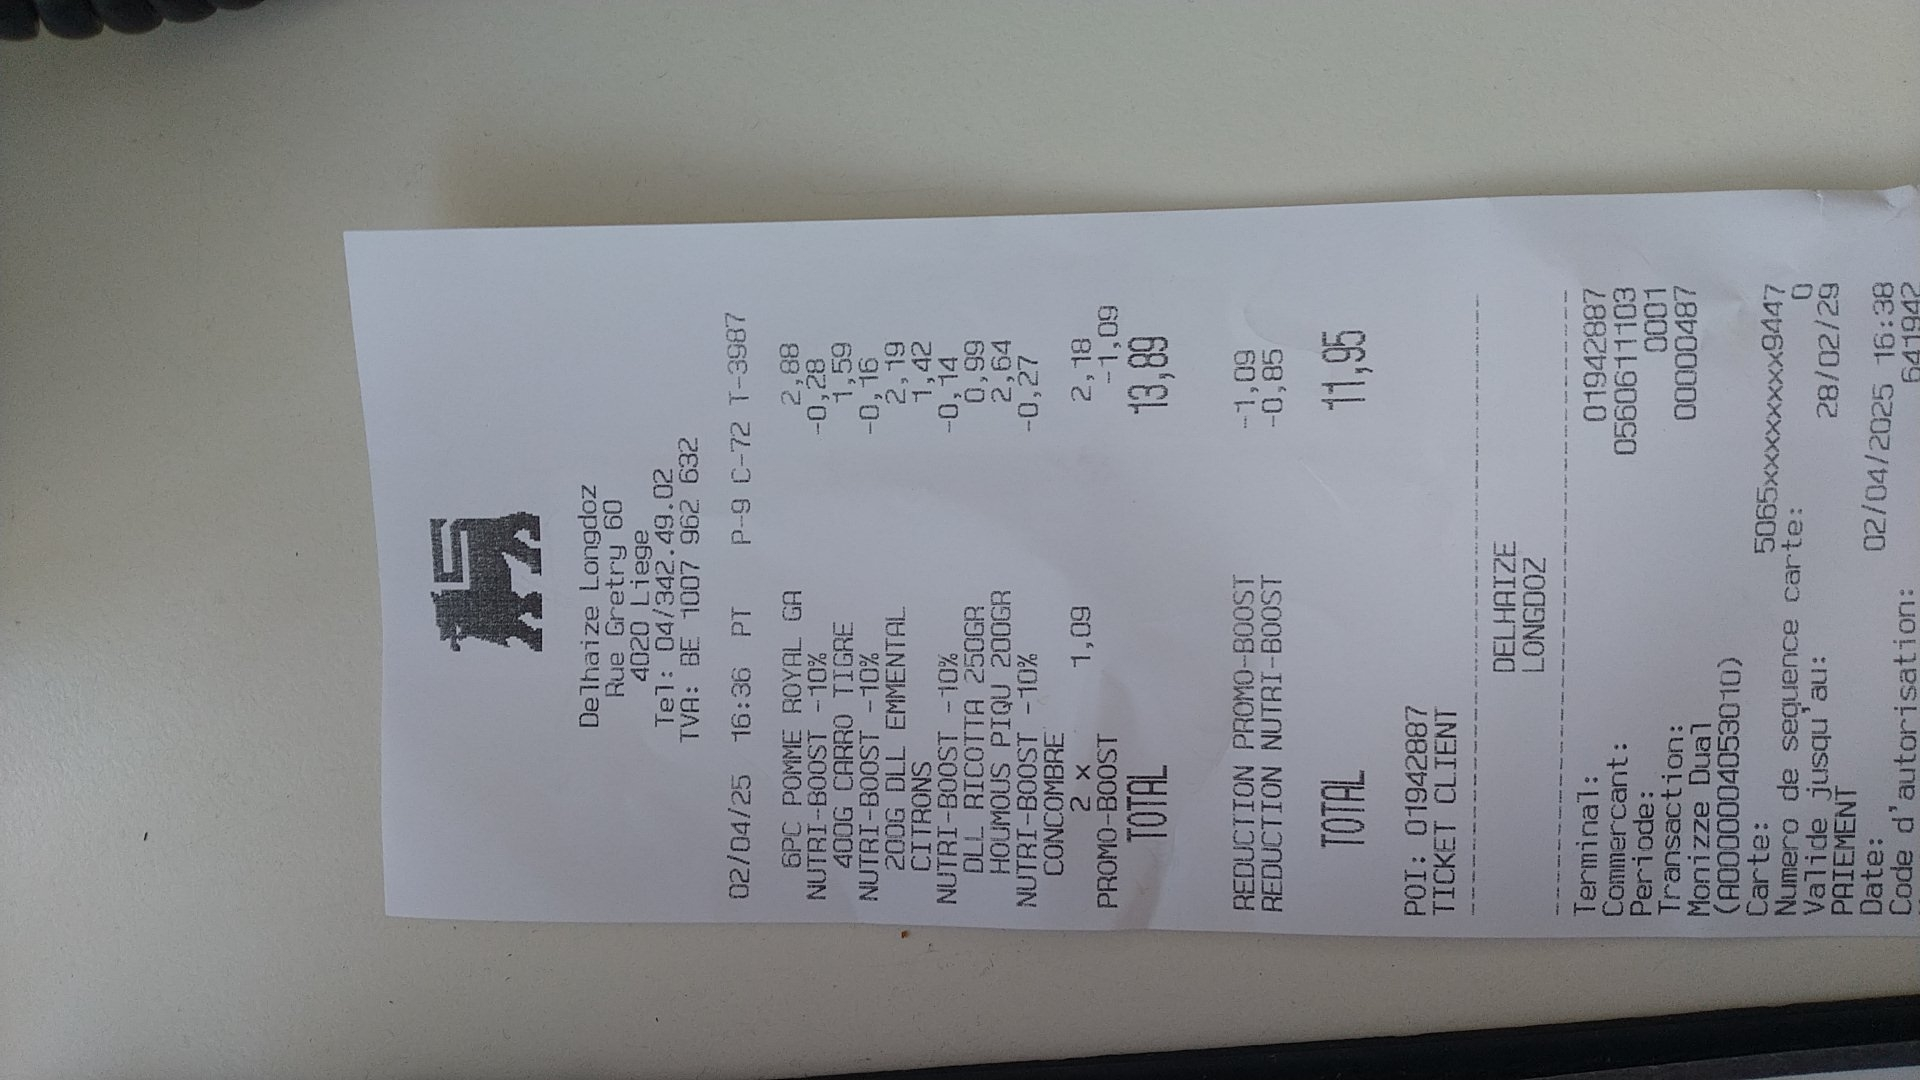 Delhaize Longdoz
Rue Gretry 60
4020 Liege
Tel: 04/342.49.02
TVA: BE 1007 962 632
02/04/25 16:36 PT P-9 C-72 T-3987
6PC POMME ROYAL GA 2,88
NUTRI-BOOST -10% -0,28
400G CARRO TIGRE 1,59
NUTRI-BOOST -10% -0,16
200G DLL EMMENTAL 2,19
CITRONS 1,42
NUTRI-BOOST -10% -0,14
DLL RICOTTA 250GR 0,99
HOUMOUS PIQU 200GR 2,64
NUTRI-BOOST -10% -0,27
CONCOMBRE
2 x 1,09 2,18
PROMO-BOOST -1,09
TOTAL 13,89
REDUCTION PROMO-BOOST -1,09
REDUCTION NUTRI-BOOST -0,85
TOTAL 11,95
POI: 01942887
TICKET CLIENT
DELHAIZE
LONGDOZ
Terminal: 01942887
Commercant: 0560611103
Periode: 0001
Transaction: 00000487
Monizze Dual
(A000004053010)
Carte: 5065xxxxxxxxxxx9447
Numero de sequence carte: 0
Valide jusqu'au: 28/02/29
PAIEMENT
Date: 02/04/2025 16:38
Code d'autorisation: 641942